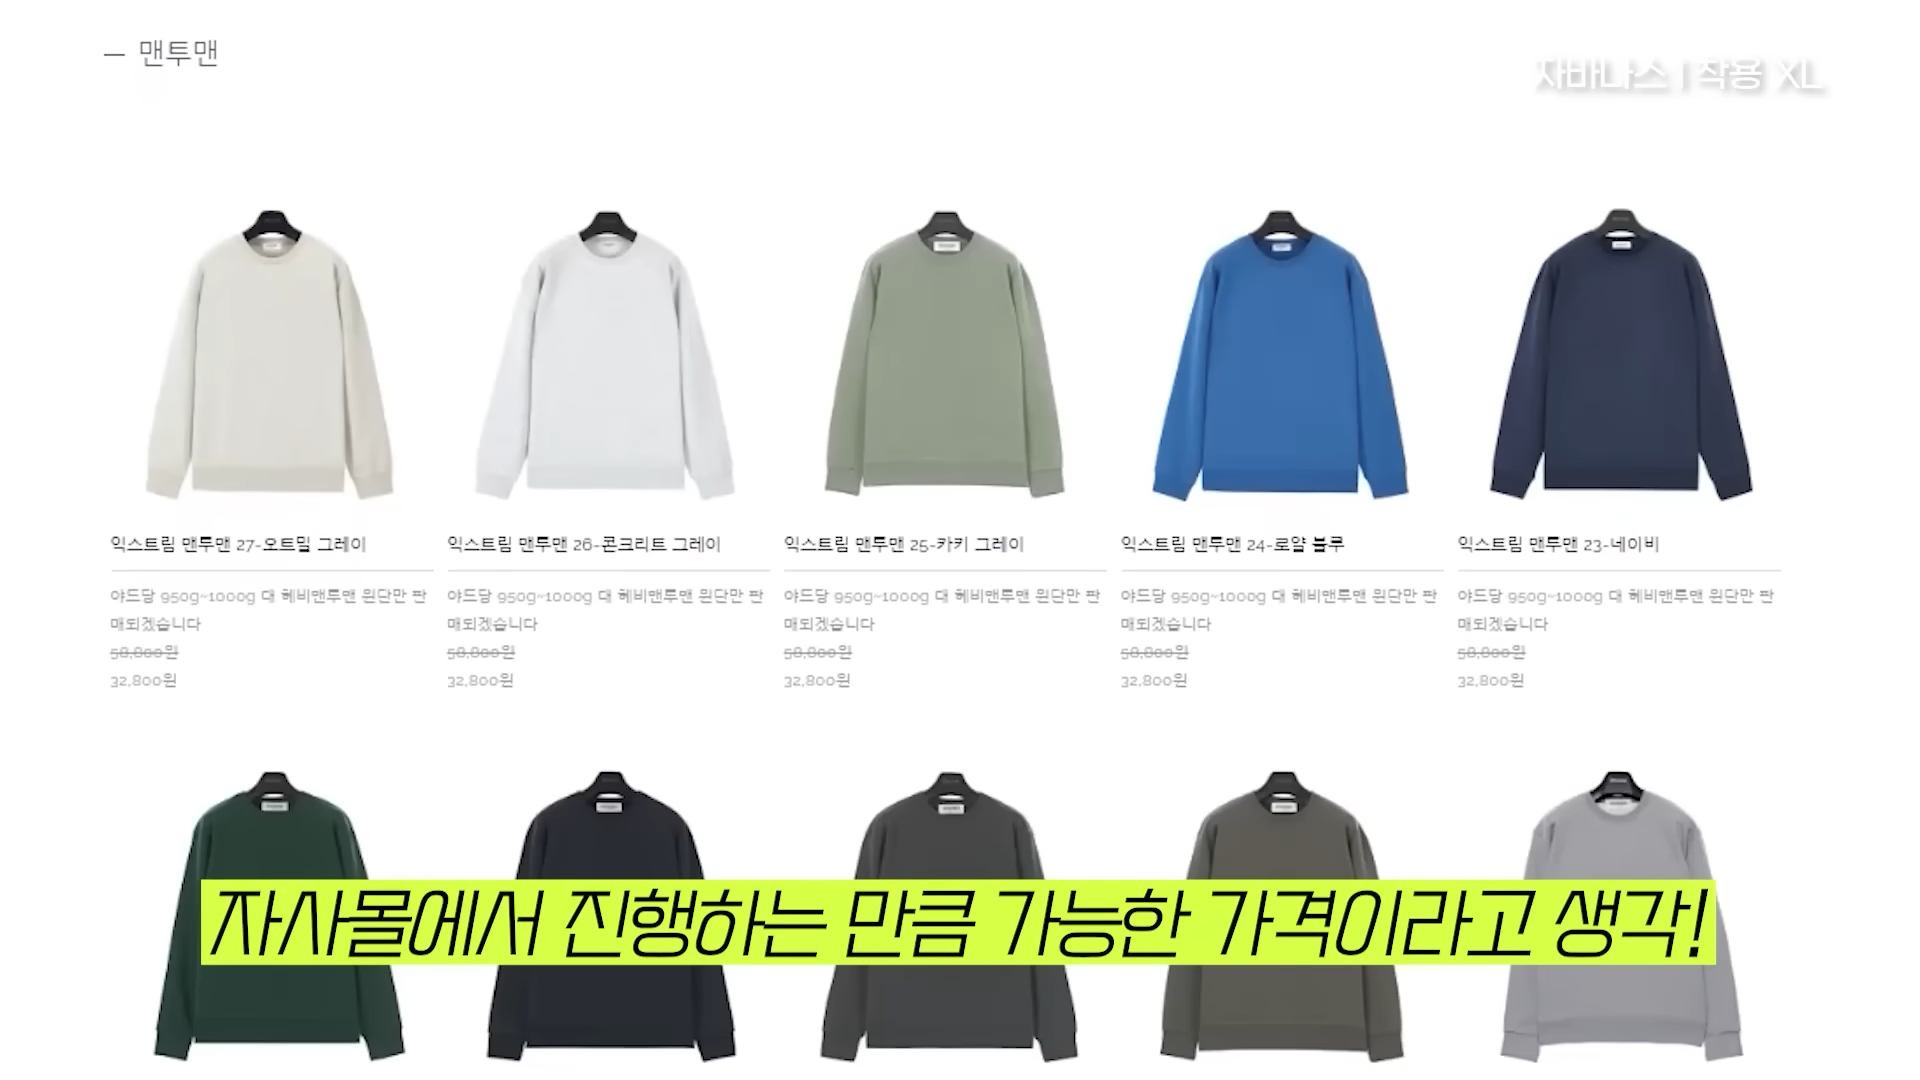 — 맨투맨
자바나스 | 착용 XL
익스트림 맨투맨 27-오트밀 그레이
야드당 950g~1000g 대 헤비맨투맨 원단만 판
매되겠습니다
58,800원
32,800원
익스트림 맨투맨 26-콘크리트 그레이
야드당 950g~1000g 대 헤비맨투맨 원단만 판
매되겠습니다
58,800원
32,800원
익스트림 맨투맨 25-카키 그레이
야드당 950g~1000g 대 헤비맨투맨 원단만 판
매되겠습니다
58,800원
32,800원
익스트림 맨투맨 24-로얄 블루
야드당 950g~1000g 대 헤비맨투맨 원단만 판
매되겠습니다
58,800원
32,800원
익스트림 맨투맨 23-네이비
야드당 950g~1000g 대 헤비맨투맨 원단만 판
매되겠습니다
58,800원
32,800원
자사몰에서 진행하는 만큼 가능한 가격이라고 생각!